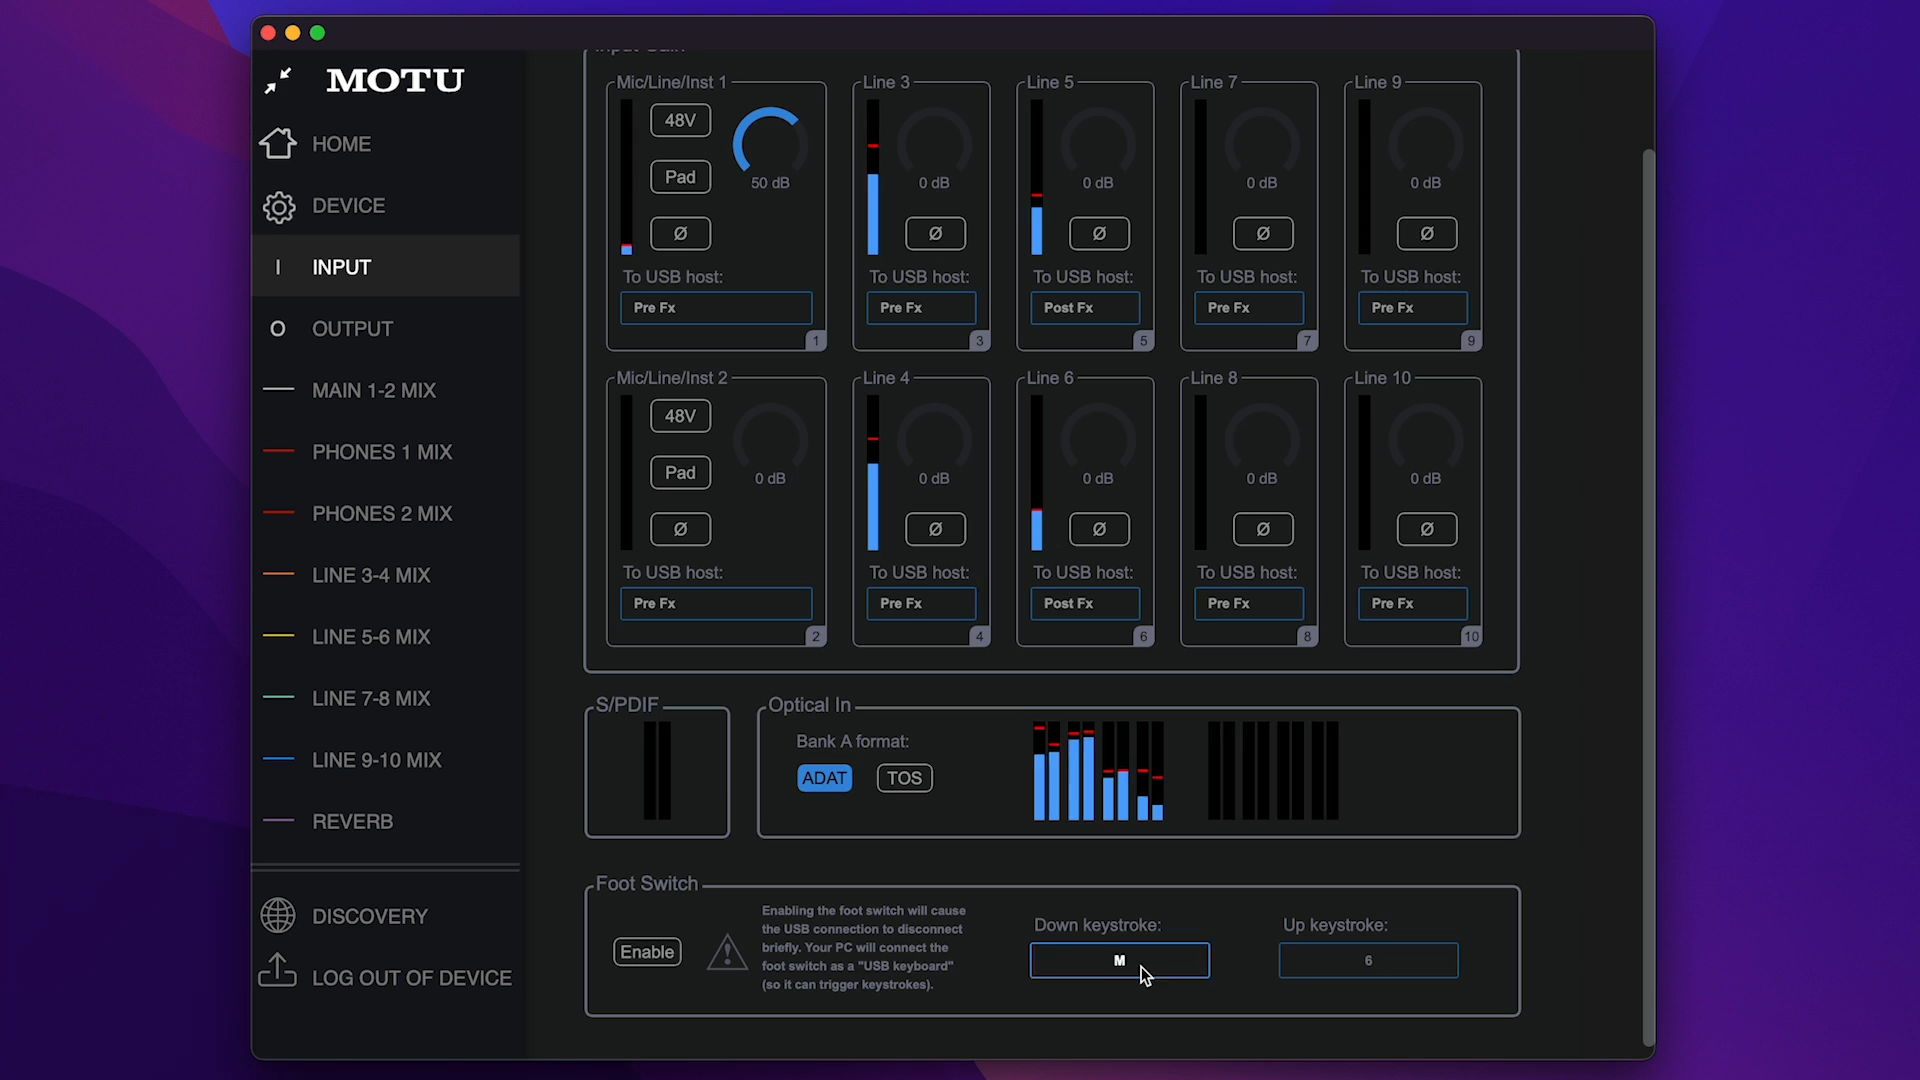 MOTU
HOME
DEVICE
I INPUT
O OUTPUT
MAIN 1-2 MIX
PHONES 1 MIX
PHONES 2 MIX
LINE 3-4 MIX
LINE 5-6 MIX
LINE 7-8 MIX
LINE 9-10 MIX
REVERB
DISCOVERY
LOG OUT OF DEVICE
Input Gain
Mic/Line/Inst 1
48V
Pad
Ø
50 dB
To USB host:
Pre Fx
1
Line 3
0 dB
Ø
To USB host:
Pre Fx
3
Line 5
0 dB
Ø
To USB host:
Post Fx
5
Line 7
0 dB
Ø
To USB host:
Pre Fx
7
Line 9
0 dB
Ø
To USB host:
Pre Fx
9
Mic/Line/Inst 2
48V
Pad
Ø
0 dB
To USB host:
Pre Fx
2
Line 4
0 dB
Ø
To USB host:
Pre Fx
4
Line 6
0 dB
Ø
To USB host:
Post Fx
6
Line 8
0 dB
Ø
To USB host:
Pre Fx
8
Line 10
0 dB
Ø
To USB host:
Pre Fx
10
S/PDIF
Optical In
Bank A format:
ADAT TOS
Foot Switch
Enable
Enabling the foot switch will cause
the USB connection to disconnect
briefly. Your PC will connect the
foot switch as a "USB keyboard"
(so it can trigger keystrokes).
Down keystroke:
M
Up keystroke:
6